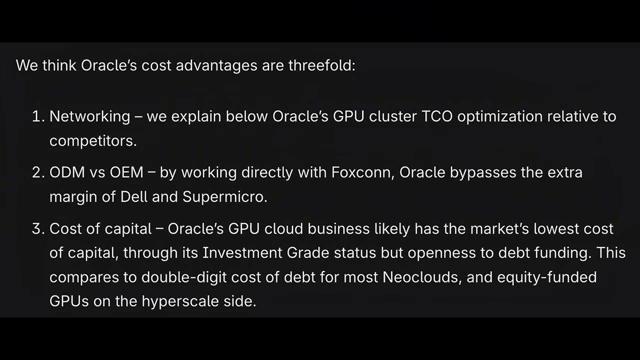 We think Oracle's cost advantages are threefold:
1. Networking – we explain below Oracle's GPU cluster TCO optimization relative to
competitors.
2. ODM vs OEM – by working directly with Foxconn, Oracle bypasses the extra
margin of Dell and Supermicro.
3. Cost of capital – Oracle's GPU cloud business likely has the market's lowest cost
of capital, through its Investment Grade status but openness to debt funding. This
compares to double-digit cost of debt for most Neoclouds, and equity-funded
GPUs on the hyperscale side.